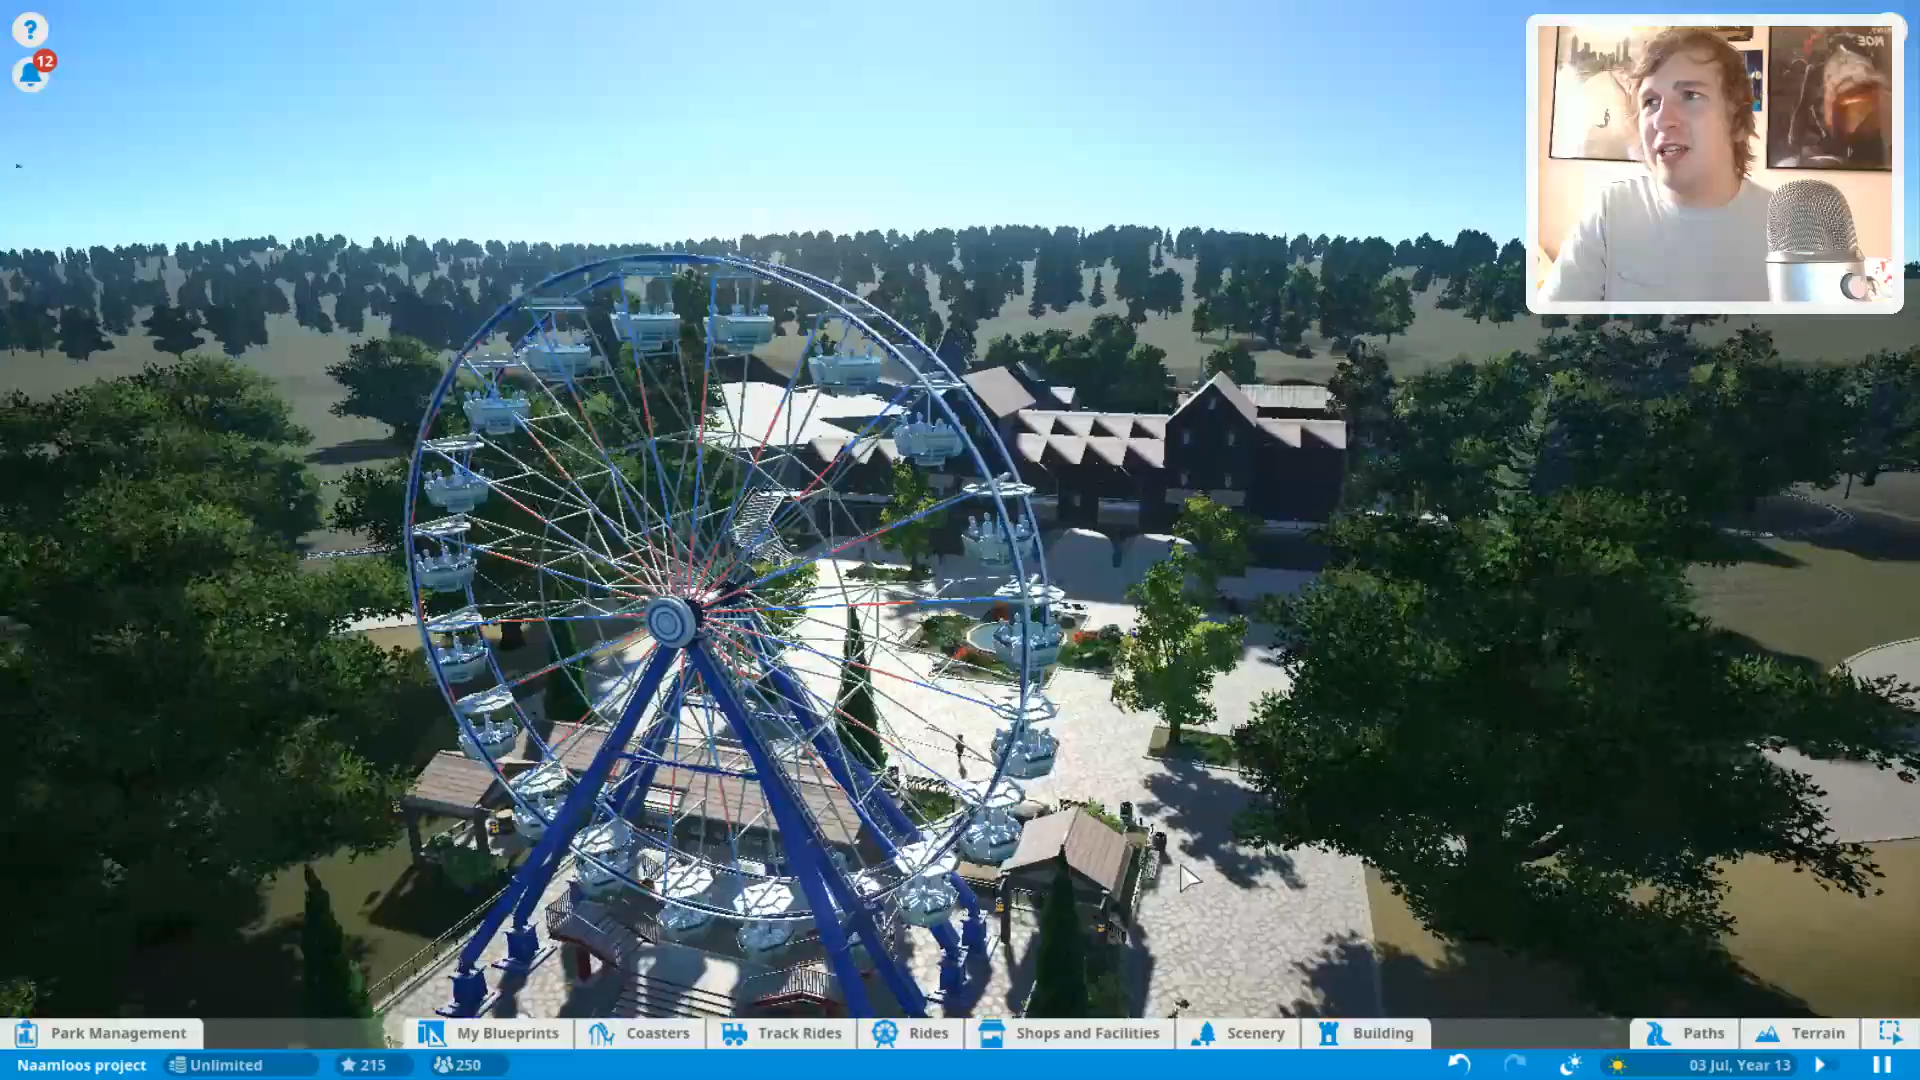 ?
12
NOE
Park Management
My Blueprints
Coasters
Track Rides
Rides
Shops and Facilities
Scenery
Building
Paths
Terrain
Naamloos project
Unlimited
215
250
03 Jul, Year 13